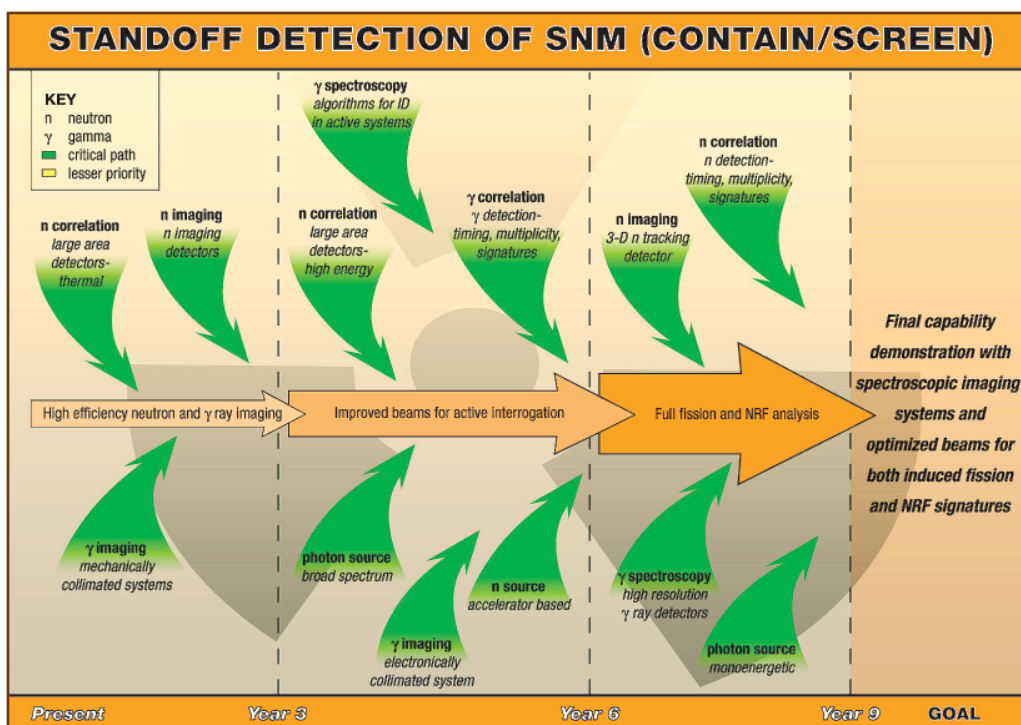 STANDOFF DETECTION OF SNM (CONTAIN/SCREEN)
KEY
n neutron
γ gamma
critical path
lesser priority
n correlation
large area
detectors-
thermal
n imaging
n imaging
detectors
γ spectroscopy
algorithms for ID
in active systems
n correlation
large area
detectors-
high energy
γ correlation
γ detection-
timing, multiplicity,
signatures
n imaging
3-D n tracking
detector
n correlation
n detection-
timing, multiplicity,
signatures
High efficiency neutron and γ ray imaging
Improved beams for active interrogation
Full fission and NRF analysis
Final capability
demonstration with
spectroscopic imaging
systems and
optimized beams for
both induced fission
and NRF signatures
γ imaging
mechanically
collimated systems
photon source
broad spectrum
γ imaging
electronically
collimated system
n source
accelerator based
γ spectroscopy
high resolution
γ ray detectors
photon source
monoenergetic
Present Year 3 Year 6 Year 9 GOAL